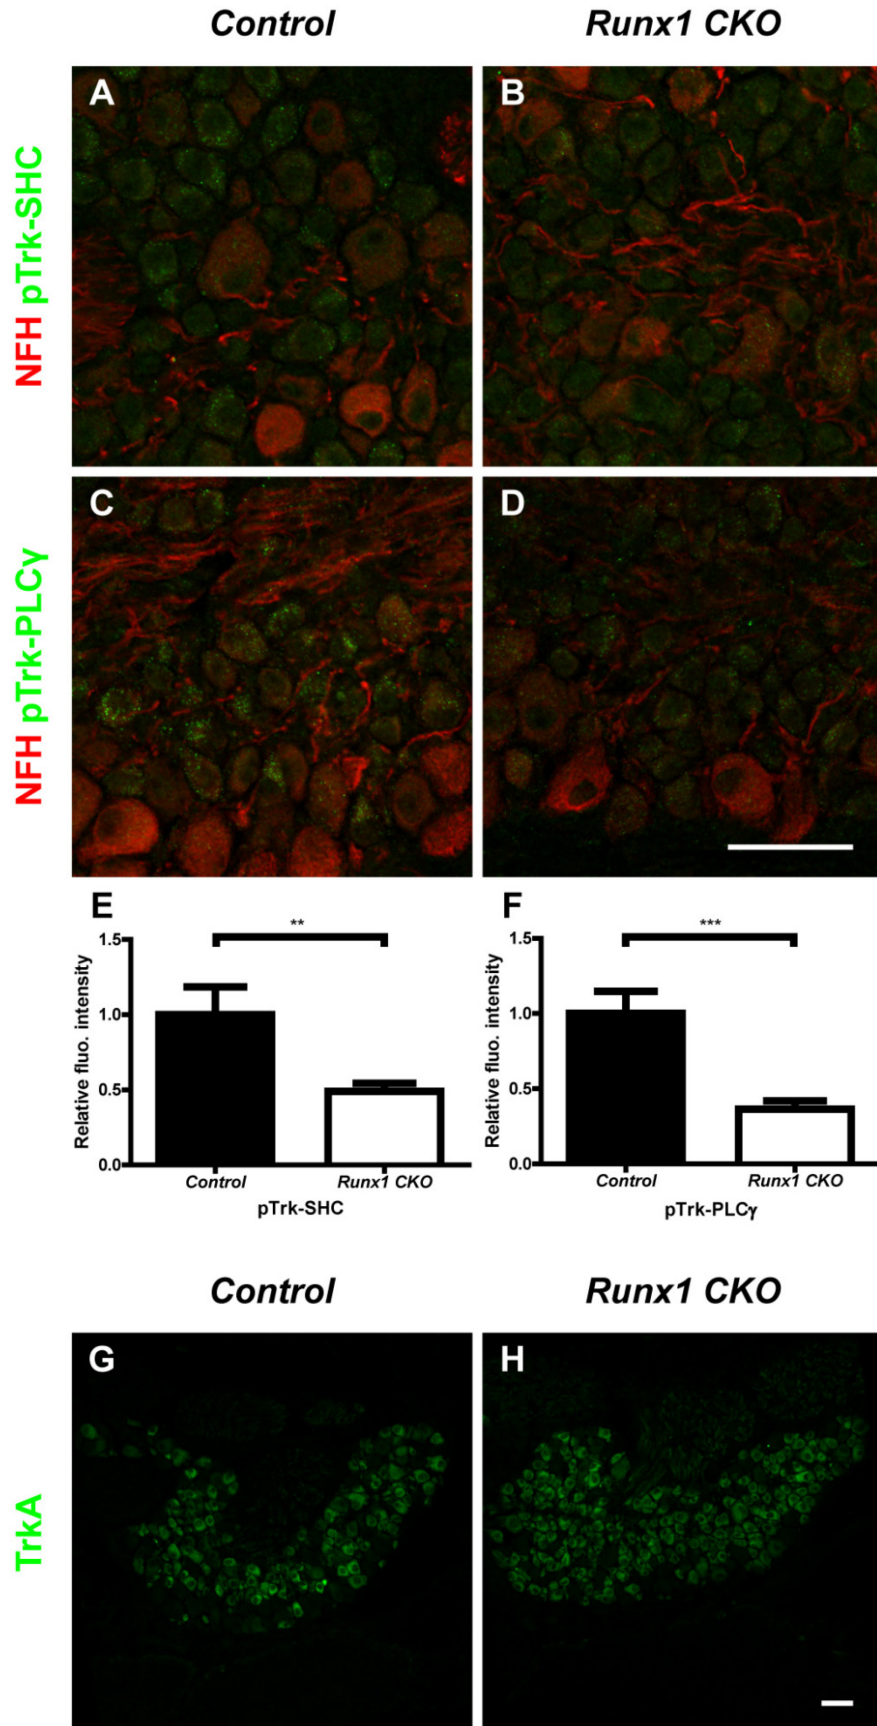 Control Runx1 CKO
NFH pTrk-SHC
A B
NFH pTrk-PLCγ
C D
E
**
1.5
1.0
0.5
0.0
Relative fluo. intensity
Control Runx1 CKO
pTrk-SHC
F
***
1.5
1.0
0.5
0.0
Relative fluo. intensity
Control Runx1 CKO
pTrk-PLCγ
Control Runx1 CKO
TrkA
G H